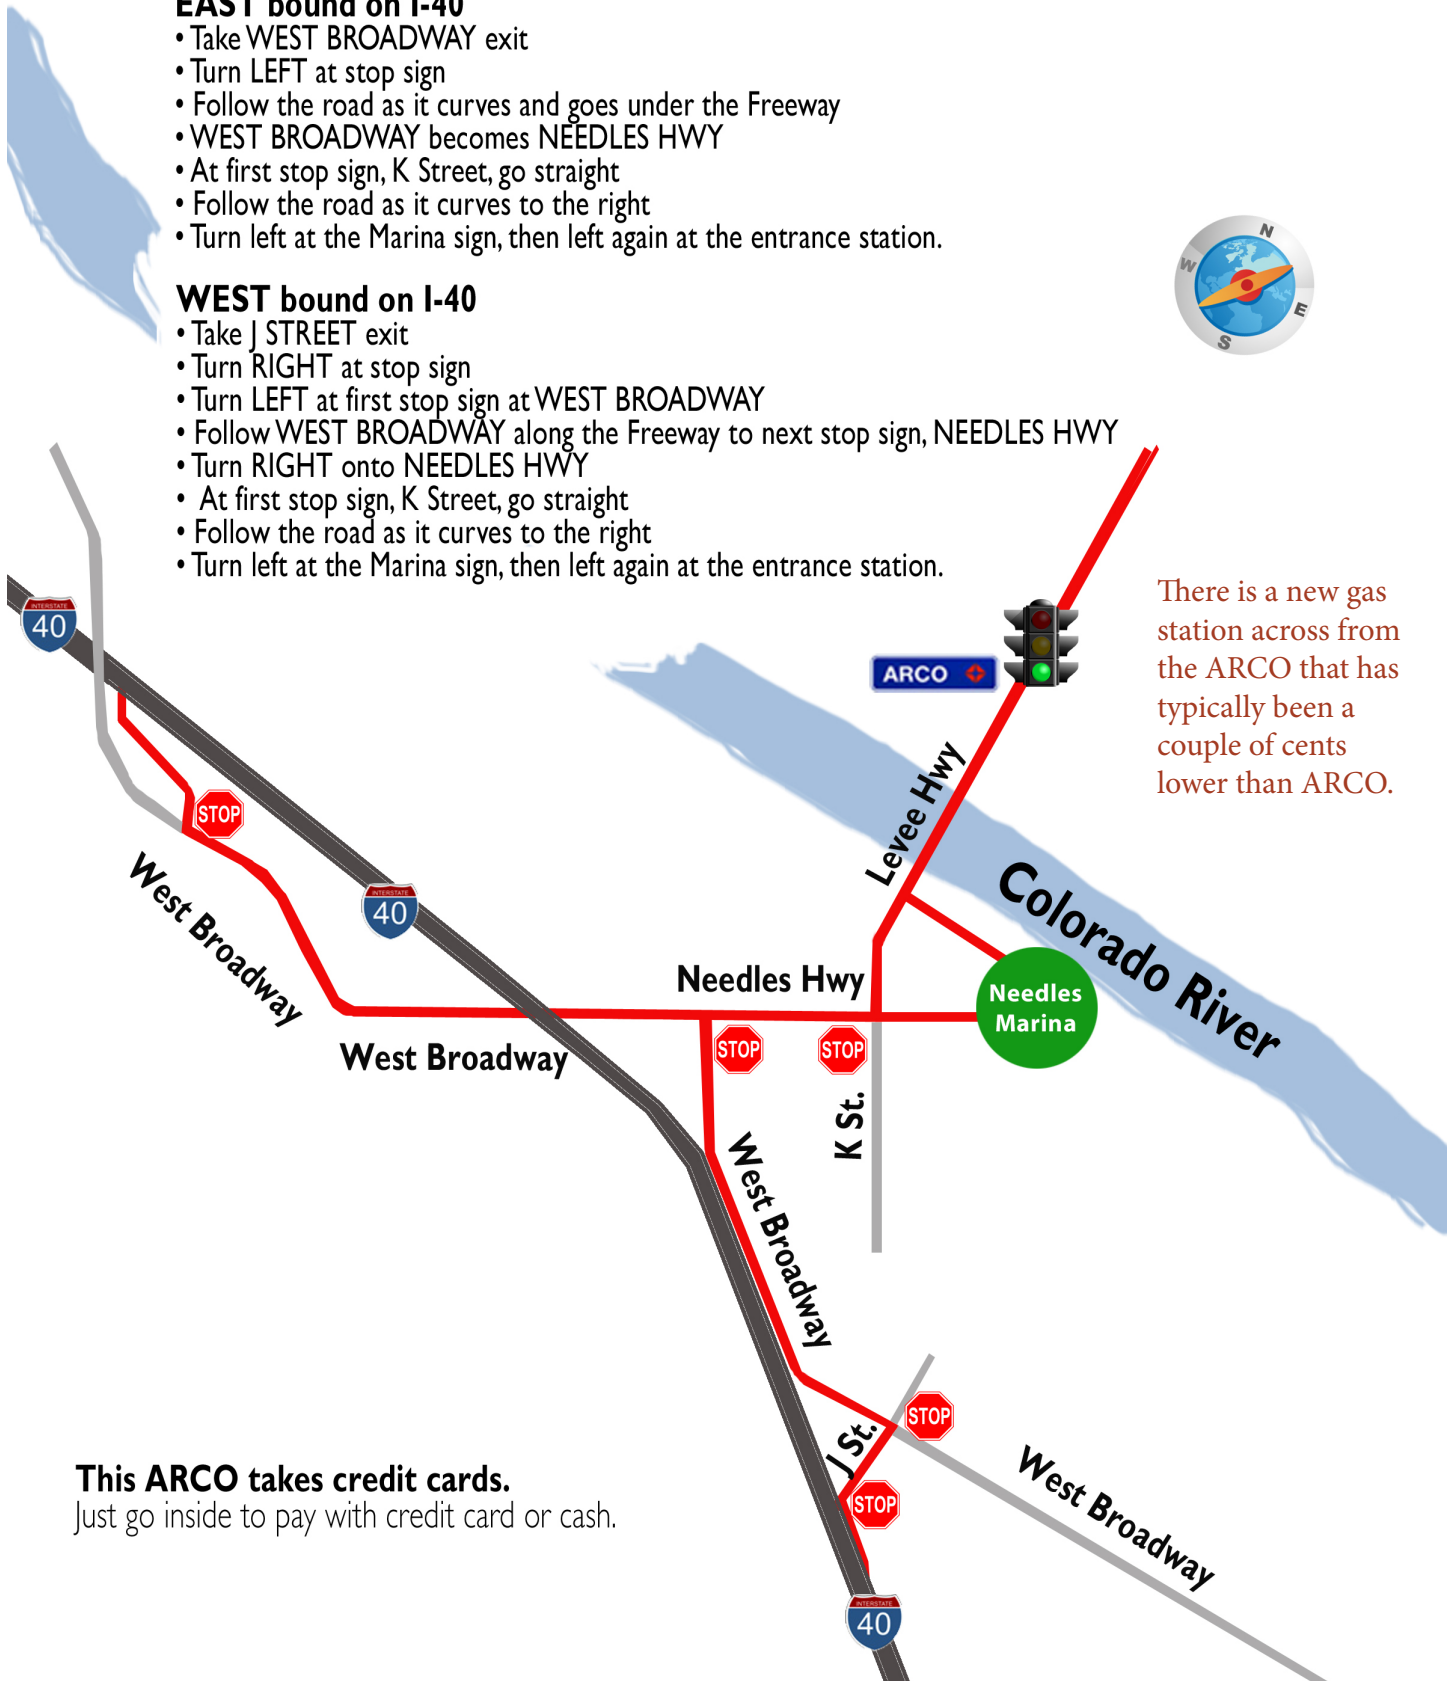 EAST bound on I-40
• Take WEST BROADWAY exit
• Turn LEFT at stop sign
• Follow the road as it curves and goes under the Freeway
• WEST BROADWAY becomes NEEDLES HWY
• At first stop sign, K Street, go straight
• Follow the road as it curves to the right
• Turn left at the Marina sign, then left again at the entrance station.
WEST bound on I-40
• Take J STREET exit
• Turn RIGHT at stop sign
• Turn LEFT at first stop sign at WEST BROADWAY
• Follow WEST BROADWAY along the Freeway to next stop sign, NEEDLES HWY
• Turn RIGHT onto NEEDLES HWY
• At first stop sign, K Street, go straight
• Follow the road as it curves to the right
• Turn left at the Marina sign, then left again at the entrance station.
N
W
E
S
There is a new gas
station across from
the ARCO that has
typically been a
couple of cents
lower than ARCO.
INTERSTATE
40
ARCO
STOP
Levee Hwy
West Broadway
INTERSTATE
40
Colorado River
Needles Hwy
Needles
Marina
West Broadway
STOP
STOP
K St.
West Broadway
STOP
J St.
STOP
West Broadway
INTERSTATE
40
This ARCO takes credit cards.
Just go inside to pay with credit card or cash.